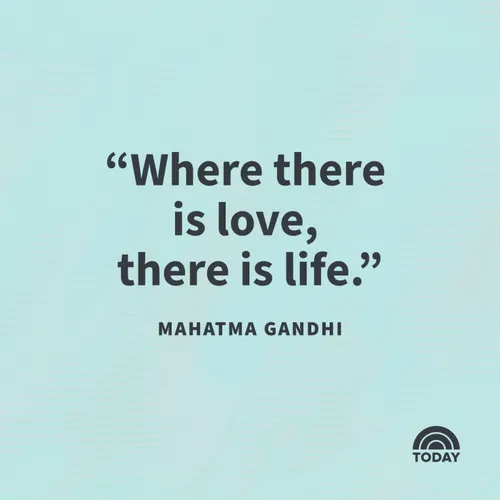 “Where there
is love,
there is life.”
MAHATMA GANDHI
TODAY